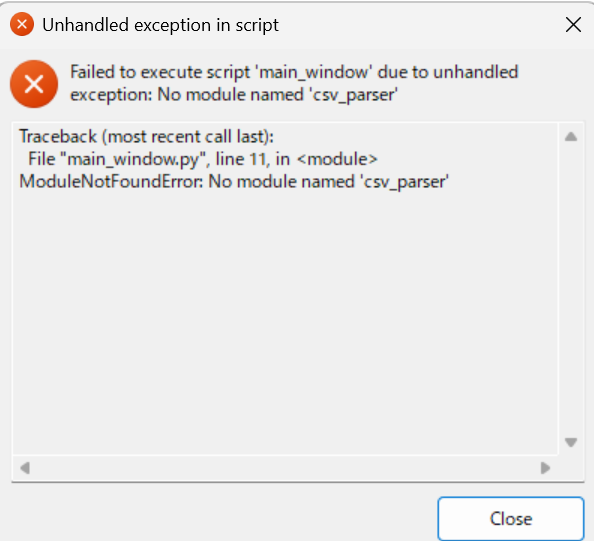 Unhandled exception in script
Failed to execute script 'main_window' due to unhandled
exception: No module named 'csv_parser'
Traceback (most recent call last):
  File "main_window.py", line 11, in <module>
ModuleNotFoundError: No module named 'csv_parser'
Close